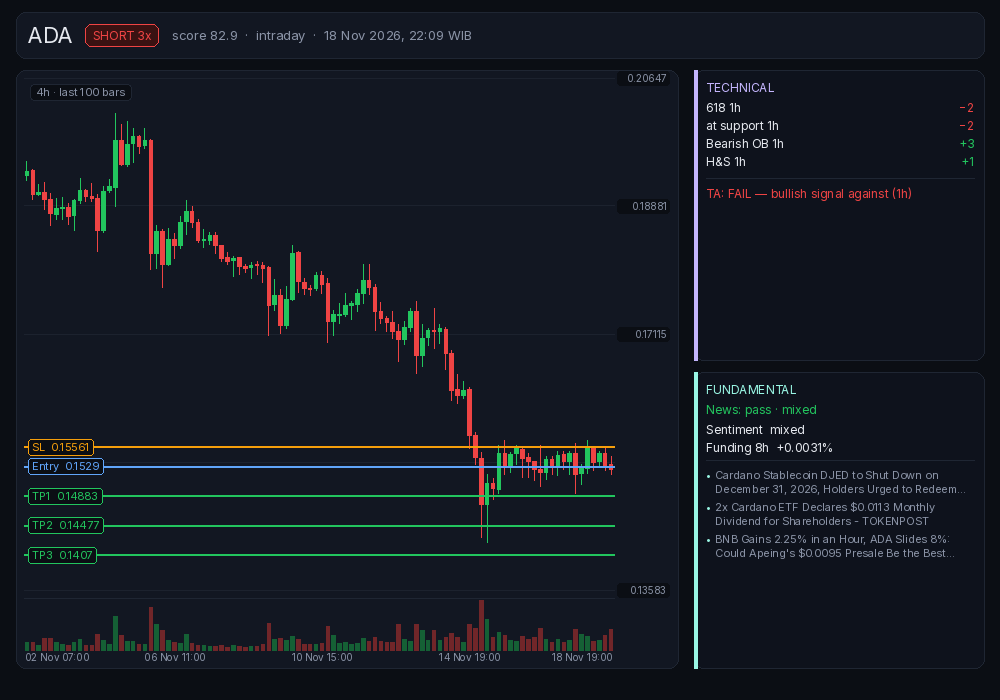 ADA
SHORT 3x
score 82.9 · intraday · 18 Nov 2026, 22:09 WIB
4h · last 100 bars
0.20647
0.18881
0.17115
0.13583
SL 0.15561
Entry 0.1529
TP1 0.14883
TP2 0.14477
TP3 0.1407
02 Nov 07:00
06 Nov 11:00
10 Nov 15:00
14 Nov 19:00
18 Nov 19:00
TECHNICAL
618 1h −2
at support 1h −2
Bearish OB 1h +3
H&S 1h +1
TA: FAIL — bullish signal against (1h)
FUNDAMENTAL
News: pass · mixed
Sentiment mixed
Funding 8h +0.0031%
• Cardano Stablecoin DJED to Shut Down on
December 31, 2026, Holders Urged to Redeem…
• 2x Cardano ETF Declares $0.0113 Monthly
Dividend for Shareholders - TOKENPOST
• BNB Gains 2.25% in an Hour, ADA Slides 8%:
Could Apeing's $0.0095 Presale Be the Best…